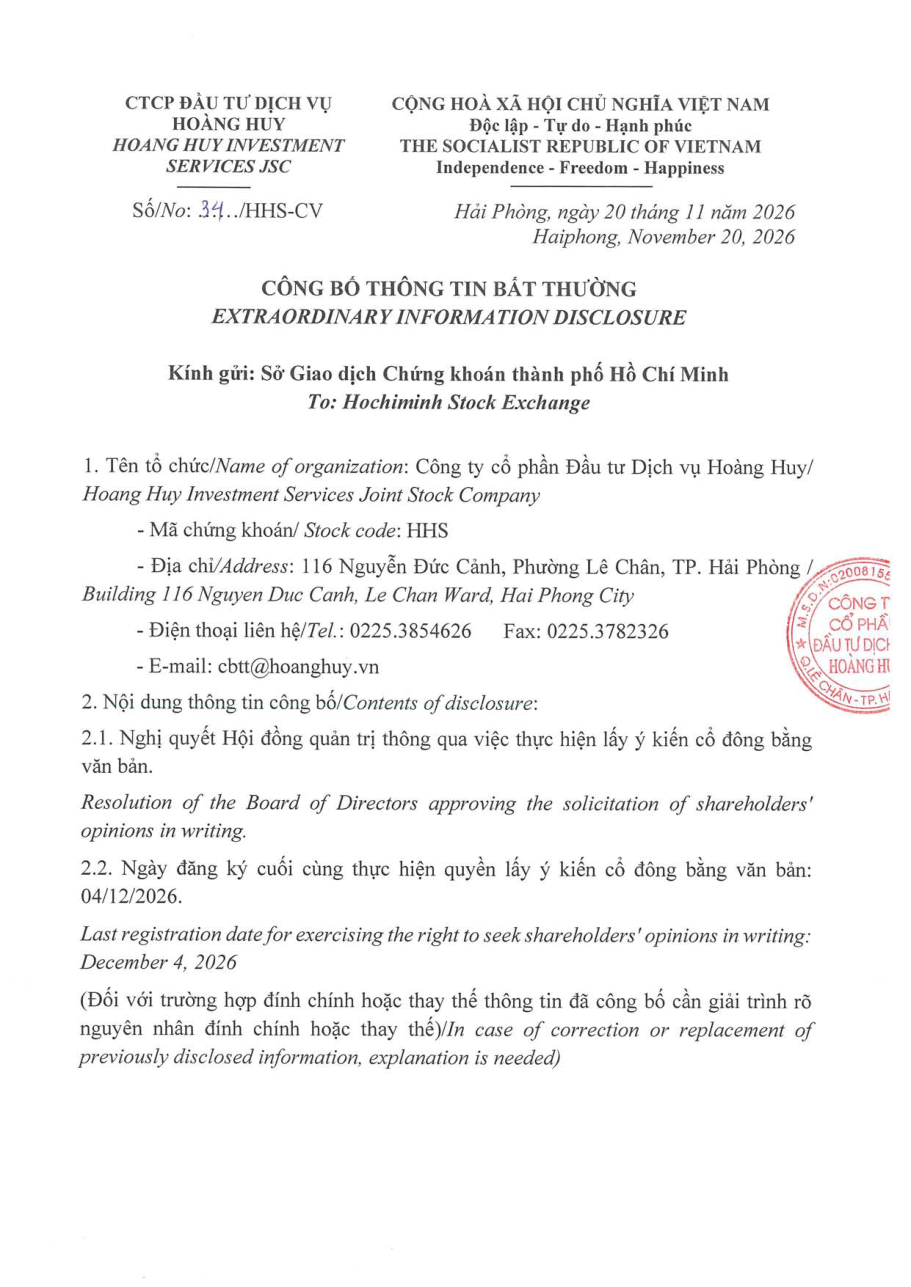 CTCP ĐẦU TƯ DỊCH VỤ
HOÀNG HUY
HOANG HUY INVESTMENT
SERVICES JSC
Số/No: .34../HHS-CV
CỘNG HOÀ XÃ HỘI CHỦ NGHĨA VIỆT NAM
Độc lập - Tự do - Hạnh phúc
THE SOCIALIST REPUBLIC OF VIETNAM
Independence - Freedom - Happiness
Hải Phòng, ngày 20 tháng 11 năm 2026
Haiphong, November 20, 2026
CÔNG BỐ THÔNG TIN BẤT THƯỜNG
EXTRAORDINARY INFORMATION DISCLOSURE
Kính gửi: Sở Giao dịch Chứng khoán thành phố Hồ Chí Minh
To: Hochiminh Stock Exchange
1. Tên tổ chức/Name of organization: Công ty cổ phần Đầu tư Dịch vụ Hoàng Huy/
Hoang Huy Investment Services Joint Stock Company
- Mã chứng khoán/ Stock code: HHS
- Địa chỉ/Address: 116 Nguyễn Đức Cảnh, Phường Lê Chân, TP. Hải Phòng /
Building 116 Nguyen Duc Canh, Le Chan Ward, Hai Phong City
- Điện thoại liên hệ/Tel.: 0225.3854626 Fax: 0225.3782326
- E-mail: cbtt@hoanghuy.vn
M.S.D.N:02008155
CÔNG T
CỔ PHẦ
ĐẦU TƯ DỊCH
HOÀNG HU
Q.LÊ CHÂN-TP.H
2. Nội dung thông tin công bố/Contents of disclosure:
2.1. Nghị quyết Hội đồng quản trị thông qua việc thực hiện lấy ý kiến cổ đông bằng
văn bản.
Resolution of the Board of Directors approving the solicitation of shareholders'
opinions in writing.
2.2. Ngày đăng ký cuối cùng thực hiện quyền lấy ý kiến cổ đông bằng văn bản:
04/12/2026.
Last registration date for exercising the right to seek shareholders' opinions in writing:
December 4, 2026
(Đối với trường hợp đính chính hoặc thay thế thông tin đã công bố cần giải trình rõ
nguyên nhân đính chính hoặc thay thế)/In case of correction or replacement of
previously disclosed information, explanation is needed)